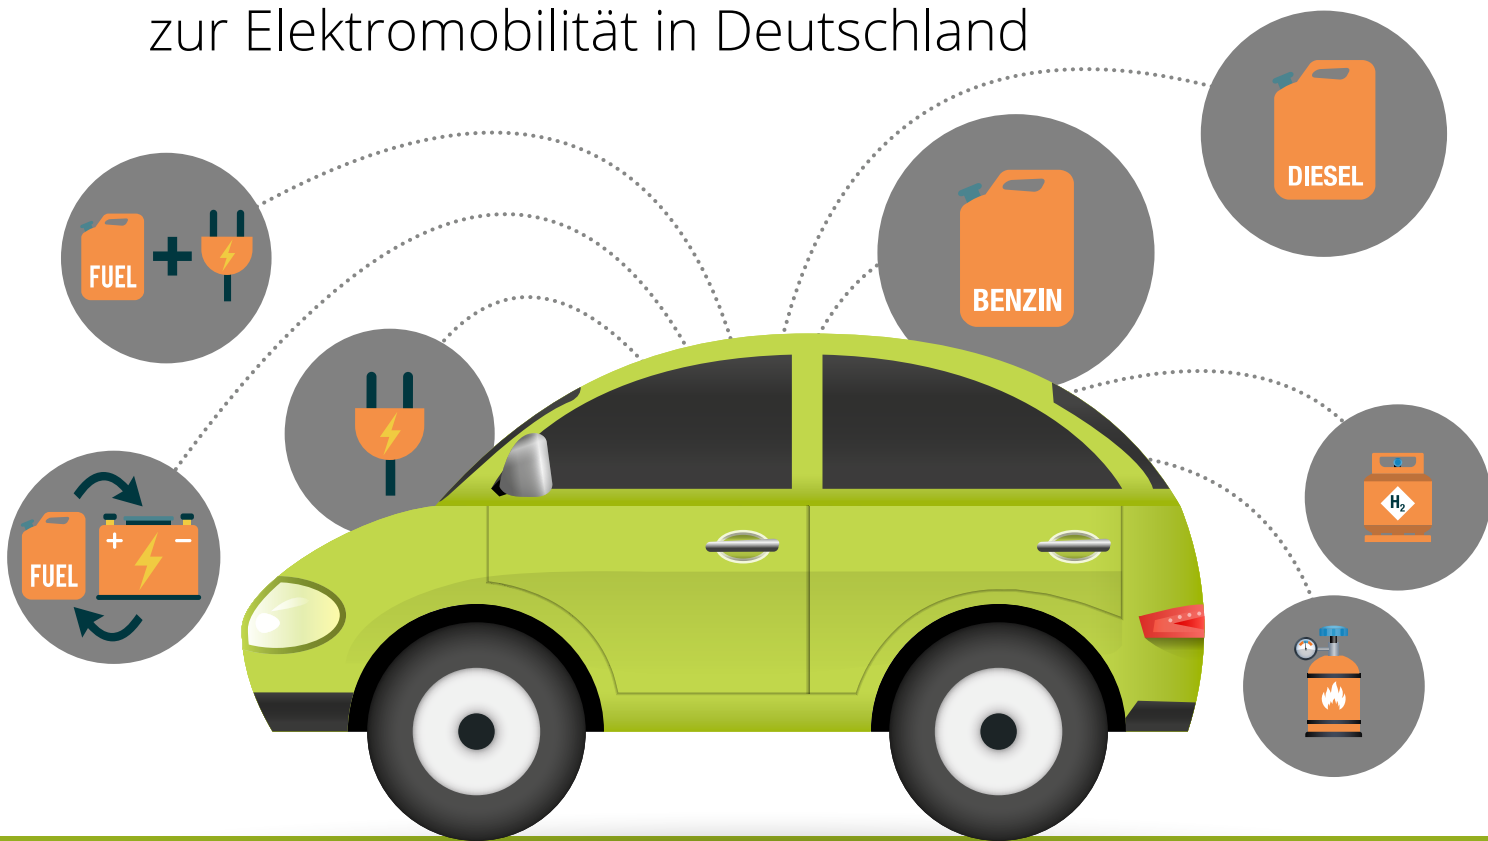 zur Elektromobilität in Deutschland
DIESEL
BENZIN
FUEL
+
FUEL
+ −
H₂